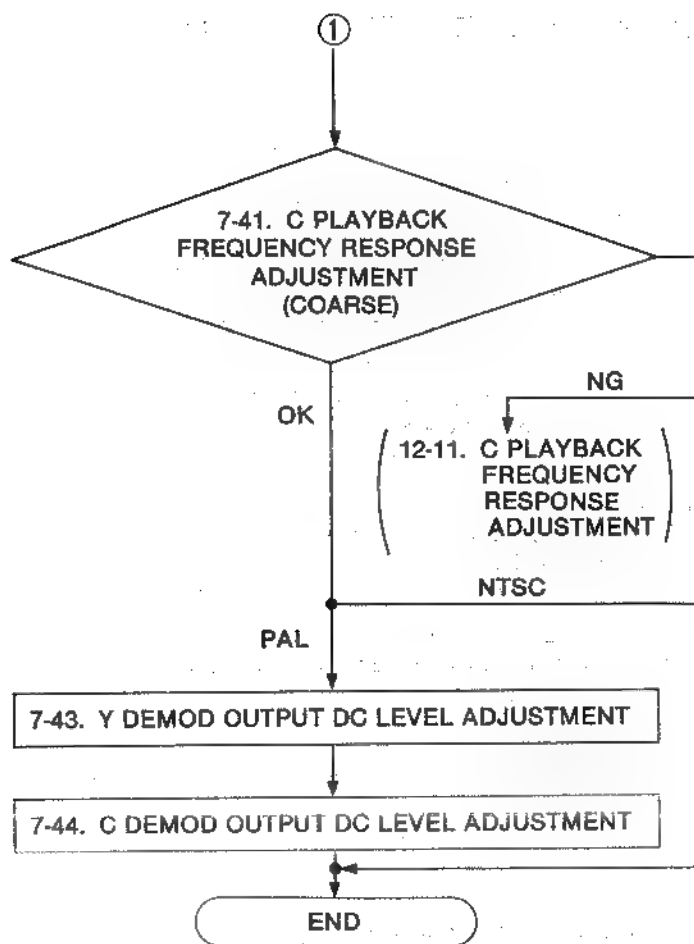 1
7-41. C PLAYBACK
FREQUENCY RESPONSE
ADJUSTMENT
(COARSE)
NG
OK
12-11. C PLAYBACK
FREQUENCY
RESPONSE
ADJUSTMENT
NTSC
PAL
7-43. Y DEMOD OUTPUT DC LEVEL ADJUSTMENT
7-44. C DEMOD OUTPUT DC LEVEL ADJUSTMENT
END